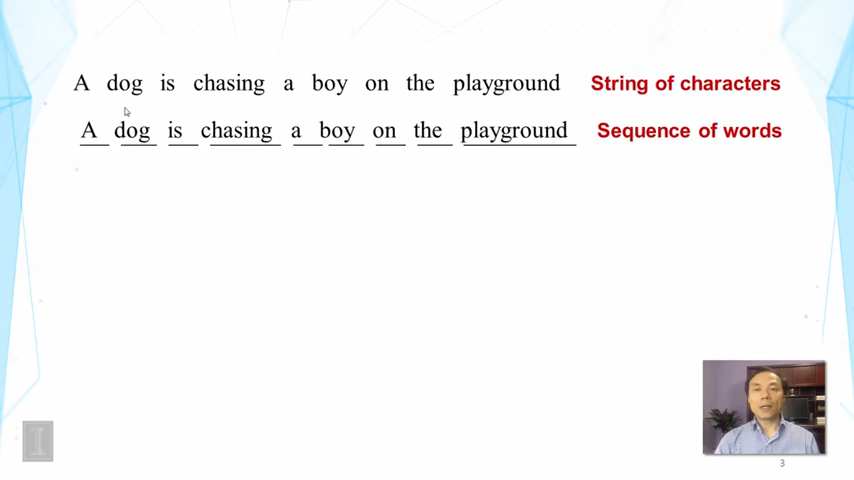 A dog is chasing a boy on the playground String of characters
A dog is chasing a boy on the playground Sequence of words
I
3